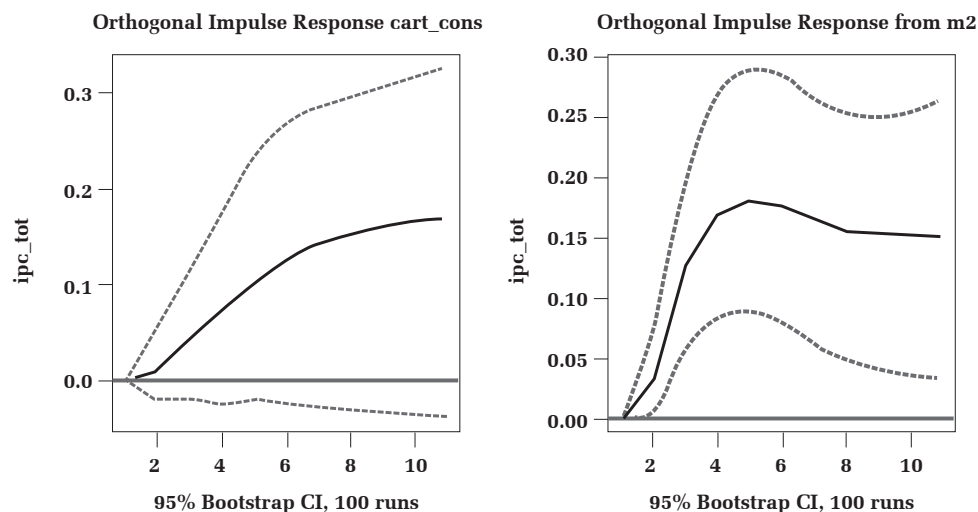 Orthogonal Impulse Response cart_cons
0.3
0.2
0.1
0.0
ipc_tot
2 4 6 8 10
95% Bootstrap CI, 100 runs
Orthogonal Impulse Response from m2
0.30
0.25
0.20
0.15
0.10
0.05
0.00
ipc_tot
2 4 6 8 10
95% Bootstrap CI, 100 runs